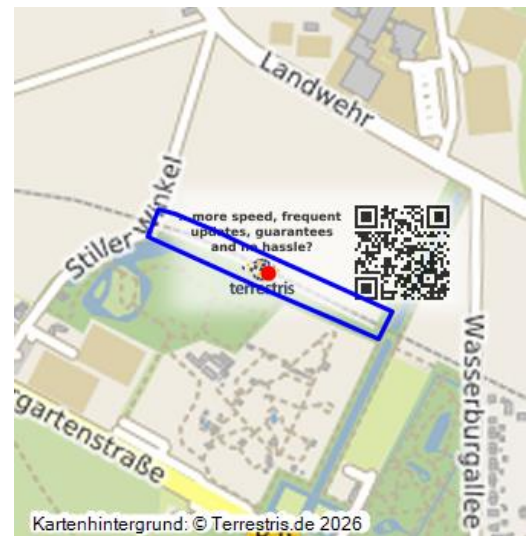 Landwehr
Stiller Winkel
more speed, frequent
updates, guarantees
and no hassle?
terrestris
Wasserburgallee
rgartenstraße
Kartenhintergrund: © Terrestris.de 2026